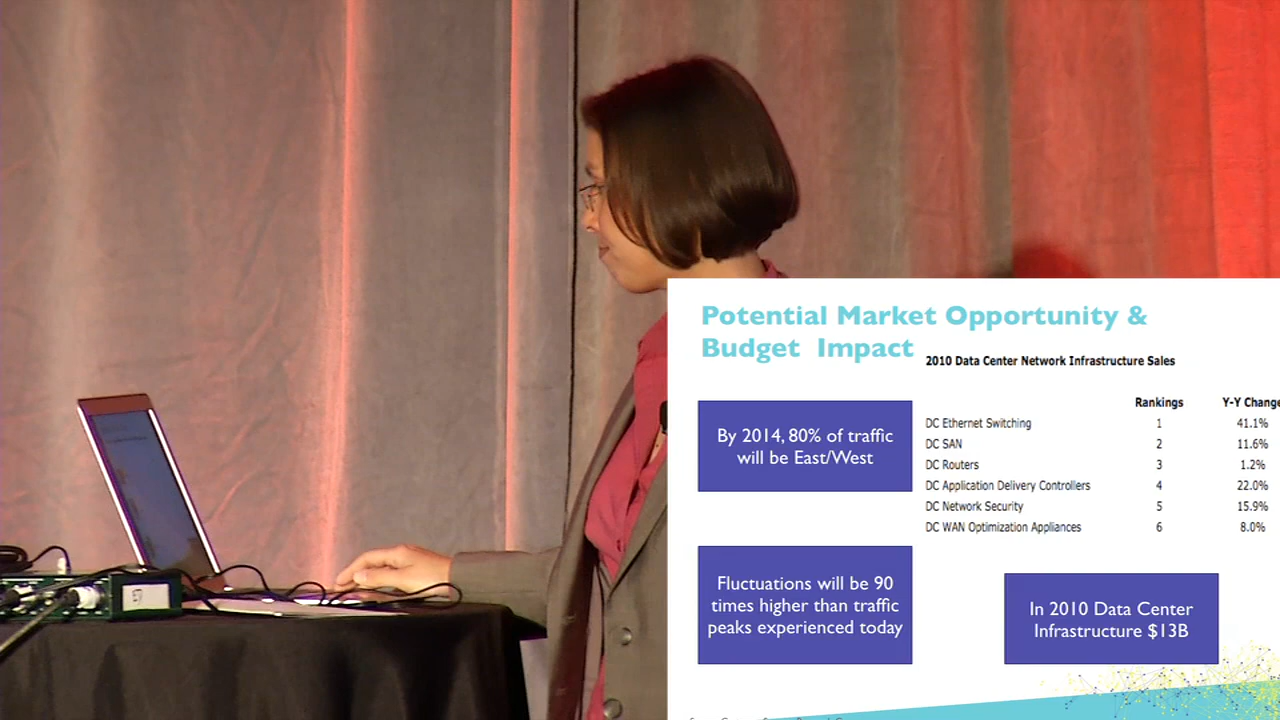 Potential Market Opportunity &
Budget Impact
2010 Data Center Network Infrastructure Sales
Rankings Y-Y Change
DC Ethernet Switching 1 41.1%
DC SAN 2 11.6%
DC Routers 3 1.2%
DC Application Delivery Controllers 4 22.0%
DC Network Security 5 15.9%
DC WAN Optimization Appliances 6 8.0%
By 2014, 80% of traffic
will be East/West
Fluctuations will be 90
times higher than traffic
peaks experienced today
In 2010 Data Center
Infrastructure $13B